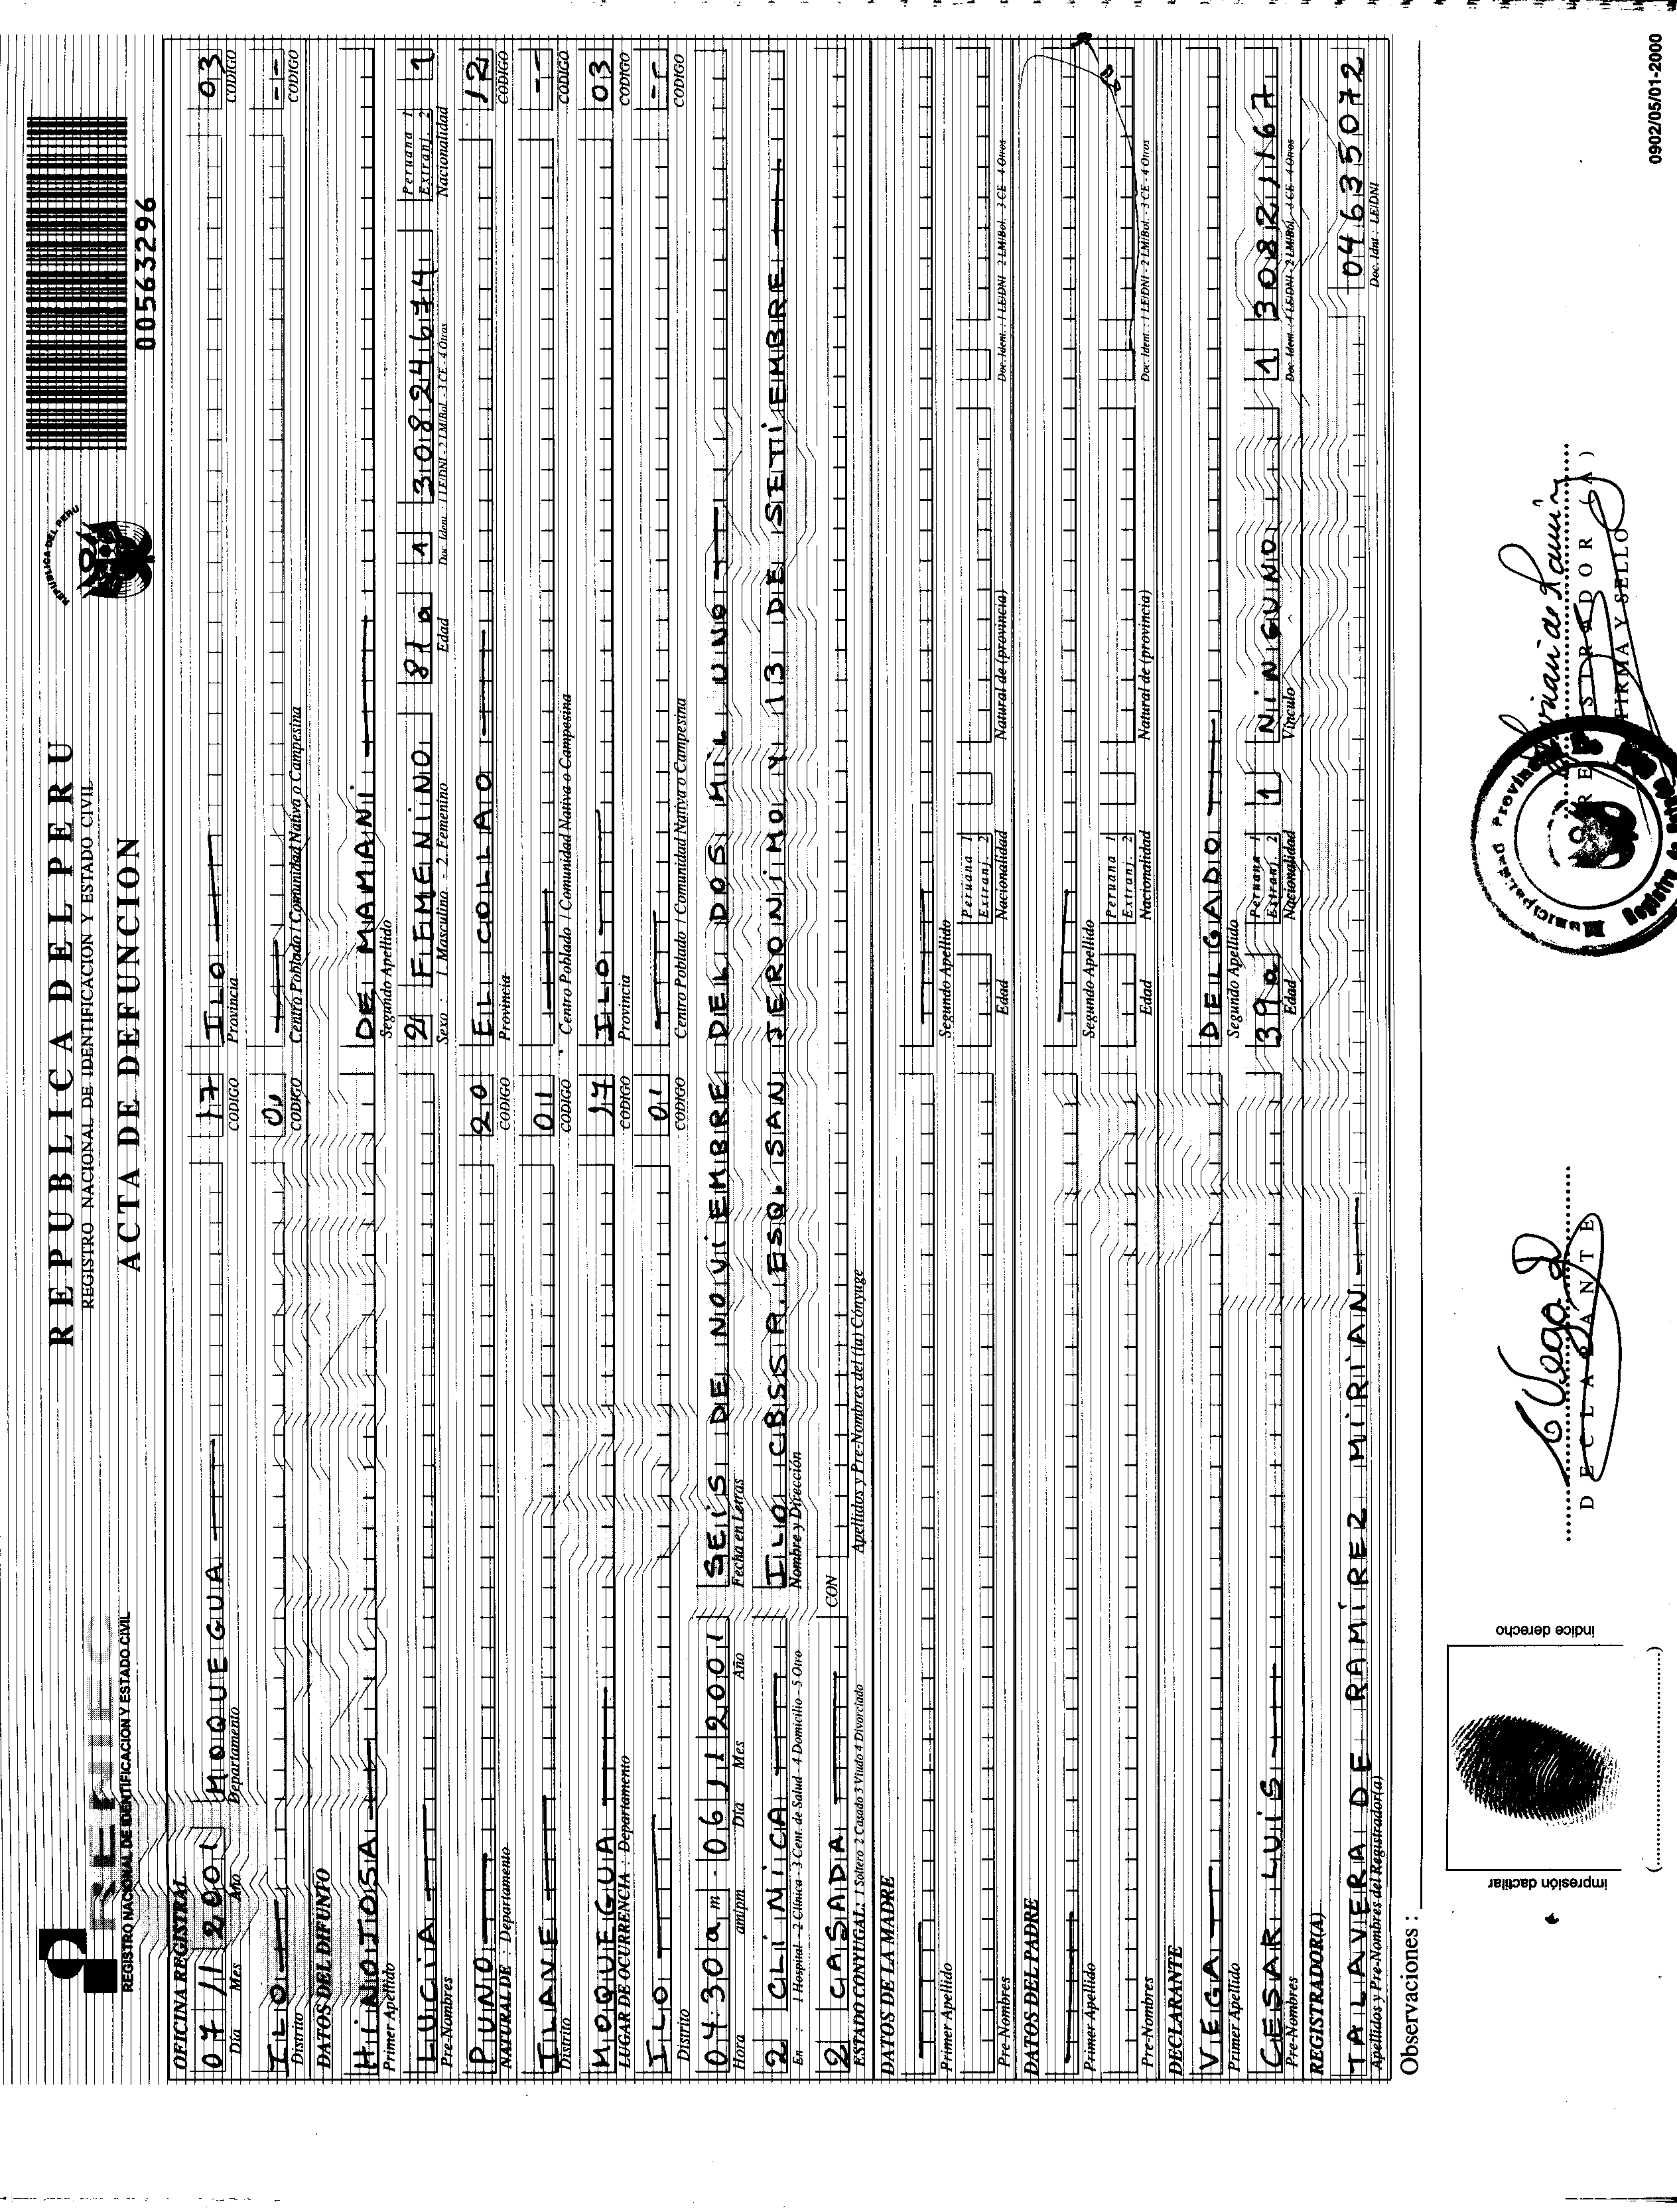 RENIEC
REGISTRO NACIONAL DE IDENTIFICACION Y ESTADO CIVIL
REPUBLICA DEL PERU
REGISTRO NACIONAL DE IDENTIFICACION Y ESTADO CIVIL
ACTA DE DEFUNCION
REPUBLICA DEL PERU
00563296
OFICINA REGISTRAL
07 11 2001 MOQUEGUA 17 ILO 03
Día Mes Año Departamento CODIGO Provincia CODIGO
ILO 01 --
Distrito CODIGO Centro Poblado / Comunidad Nativa o Campesina CODIGO
DATOS DEL DIFUNTO
HINOJOSA DE MAMANI
Primer Apellido Segundo Apellido
LUCIA 2 FEMENINO 81a 1 30824674 Peruana 1 Extranj. 2 1
Pre-Nombres Sexo : 1 Masculino - 2. Femenino Edad Doc. Ident. : 1 LE/DNI - 2 LM/Bol. - 3 CE - 4 Otros Nacionalidad
PUNO 20 EL COLLAO 12
NATURAL DE : Departamento CODIGO Provincia CODIGO
ILAVE 01 --
Distrito CODIGO Centro Poblado / Comunidad Nativa o Campesina CODIGO
MOQUEGUA 17 ILO 03
LUGAR DE OCURRENCIA : Departamento CODIGO Provincia CODIGO
ILO 01 --
Distrito CODIGO Centro Poblado / Comunidad Nativa o Campesina CODIGO
04:30 a m 06 11 2001 SEIS DE NOVIEMBRE DEL DOS MIL UNO
Hora am/pm Día Mes Año Fecha en Letras
2 CLINICA ILO CBSSP. ESQ. SAN JERONIMO Y 13 DE SETIEMBRE
En : 1 Hospital - 2 Clínica - 3 Cent. de Salud - 4 Domicilio - 5 Otro Nombre y Dirección
2 CASADA CON
ESTADO CONYUGAL: 1 Soltero 2 Casado 3 Viudo 4 Divorciado Apellidos y Pre-Nombres del (la) Cónyuge
DATOS DE LA MADRE
Primer Apellido Segundo Apellido
Peruana 1 Extranj. 2
Pre-Nombres Edad Nacionalidad Natural de (provincia) Doc. Ident. : 1 LE/DNI - 2 LM/Bol. - 3 CE - 4 Otros
DATOS DEL PADRE
Primer Apellido Segundo Apellido
Peruana 1 Extranj. 2
Pre-Nombres Edad Nacionalidad Natural de (provincia) Doc. Ident. : 1 LE/DNI - 2 LM/Bol. - 3 CE - 4 Otros
DECLARANTE
VEGA DELGADO
Primer Apellido Segundo Apellido
CESAR LUIS 39a Peruana 1 Extranj. 2 1 NINGUNO 1 30821167
Pre-Nombres Edad Nacionalidad Vínculo Doc. Ident. : 1 LE/DNI - 2 LM/Bol. - 3 CE - 4 Otros
REGISTRADOR(A)
TALAVERA DE RAMIREZ MIRIAN 04635072
Apellidos y Pre-Nombres del Registrador(a) Doc. Idnt : LE/DNI
Observaciones :
impresión dactilar
indice derecho
C Vega D
DECLARANTE
Municipalidad Provincial de Ilo
Mirian de Ramírez
REGISTRADOR (A)
FIRMA Y SELLO
0902/05/01-2000